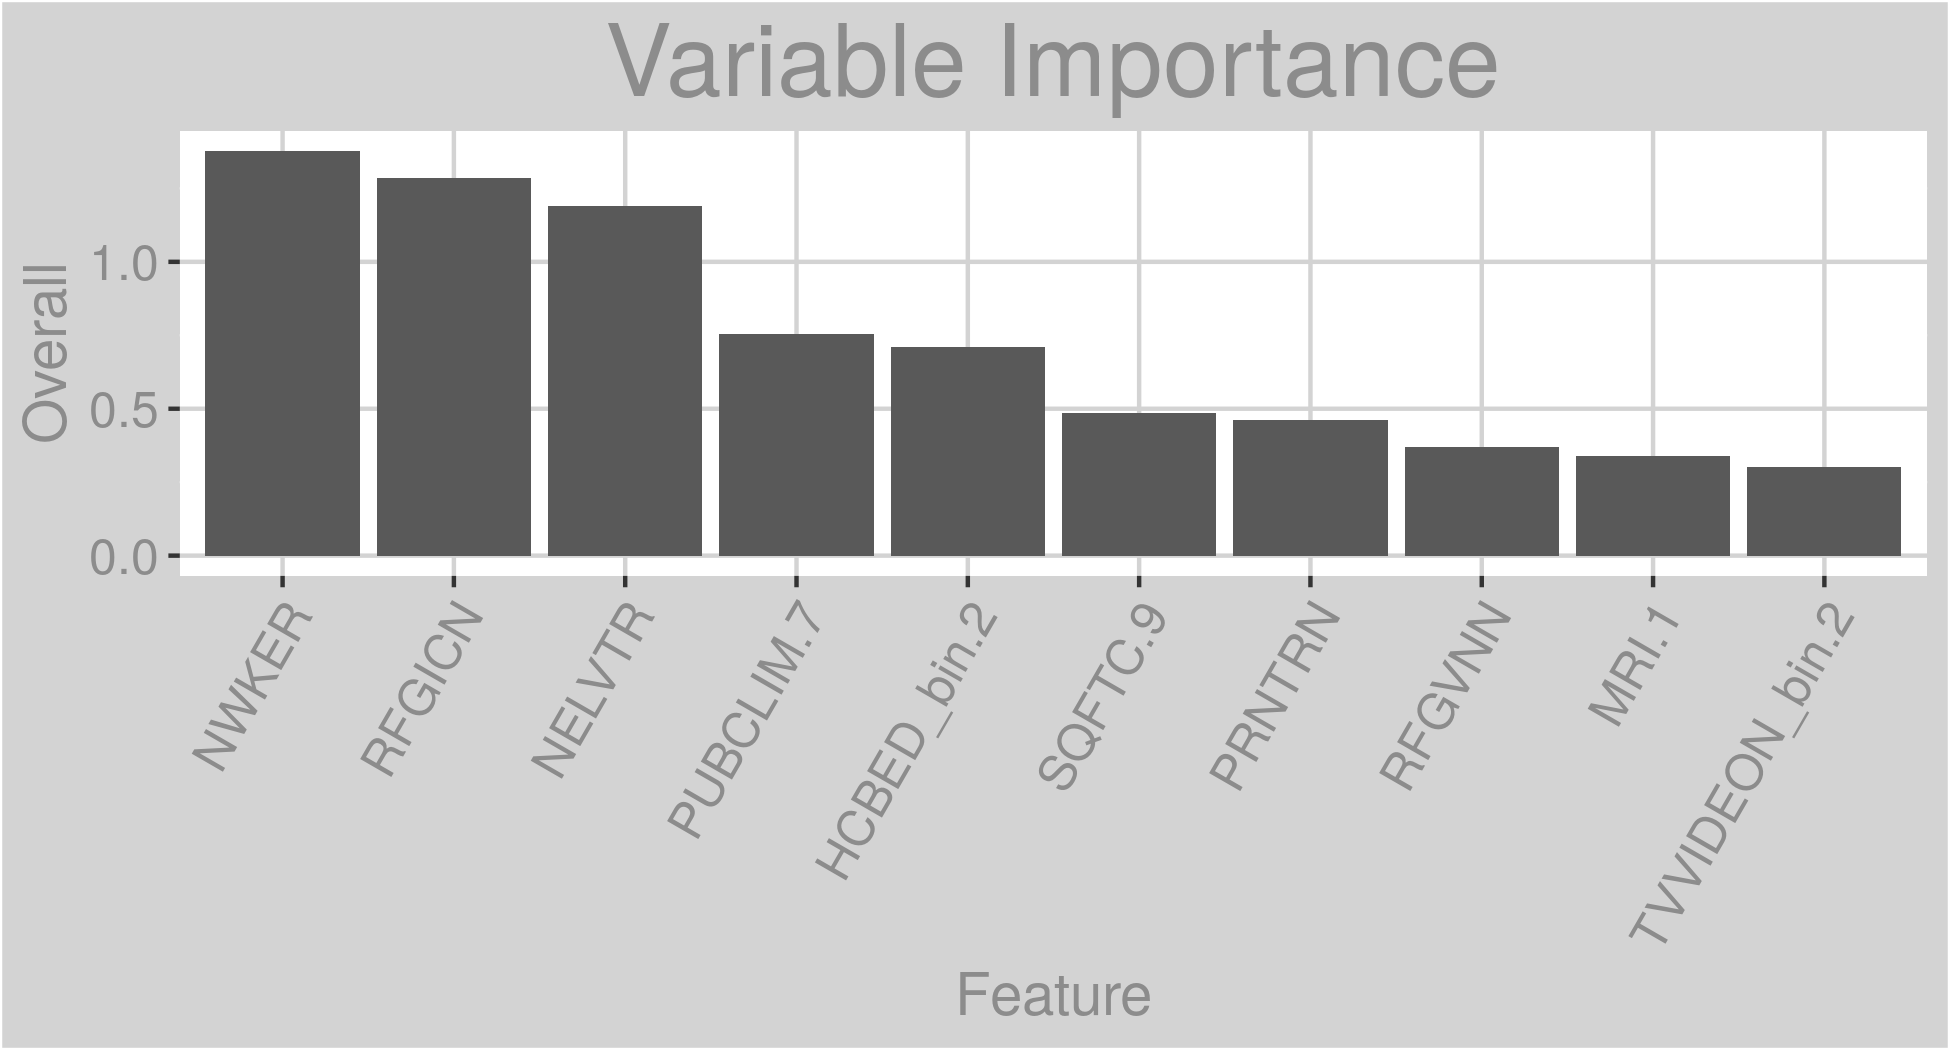 Variable Importance
Overall
1.0
0.5
0.0
NWKER
RFGICN
NELVTR
PUBCLIM.7
HCBED_bin.2
SQFTC.9
PRNTRN
RFGVNN
MRI.1
TVVIDEON_bin.2
Feature